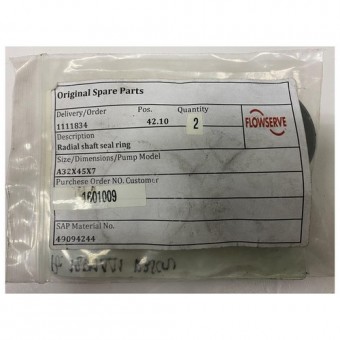 Original Spare Parts
Delivery/Order Pos. Quantity
1111834 42.10 2
FLOWSERVE
Description
Radial shaft seal ring
Size/Dimensions/Pump Model
A32X45X7
Purchese Order NO. Customer
1601009
SAP Material No.
49094244